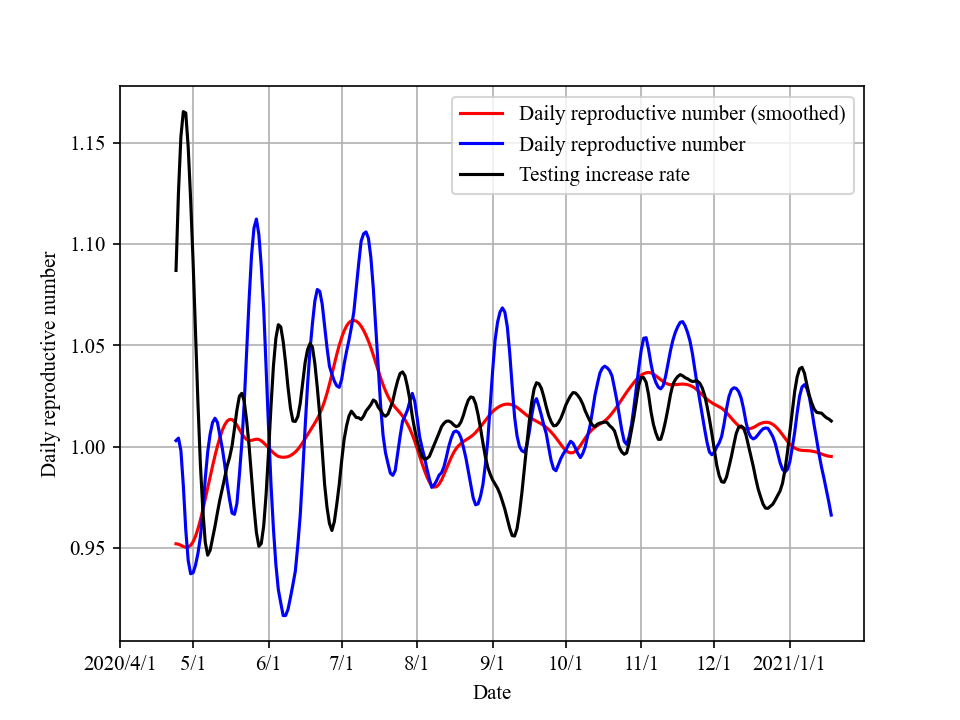 Daily reproductive number (smoothed)
Daily reproductive number
Testing increase rate
Daily reproductive number
1.15
1.10
1.05
1.00
0.95
2020/4/1 5/1 6/1 7/1 8/1 9/1 10/1 11/1 12/1 2021/1/1
Date